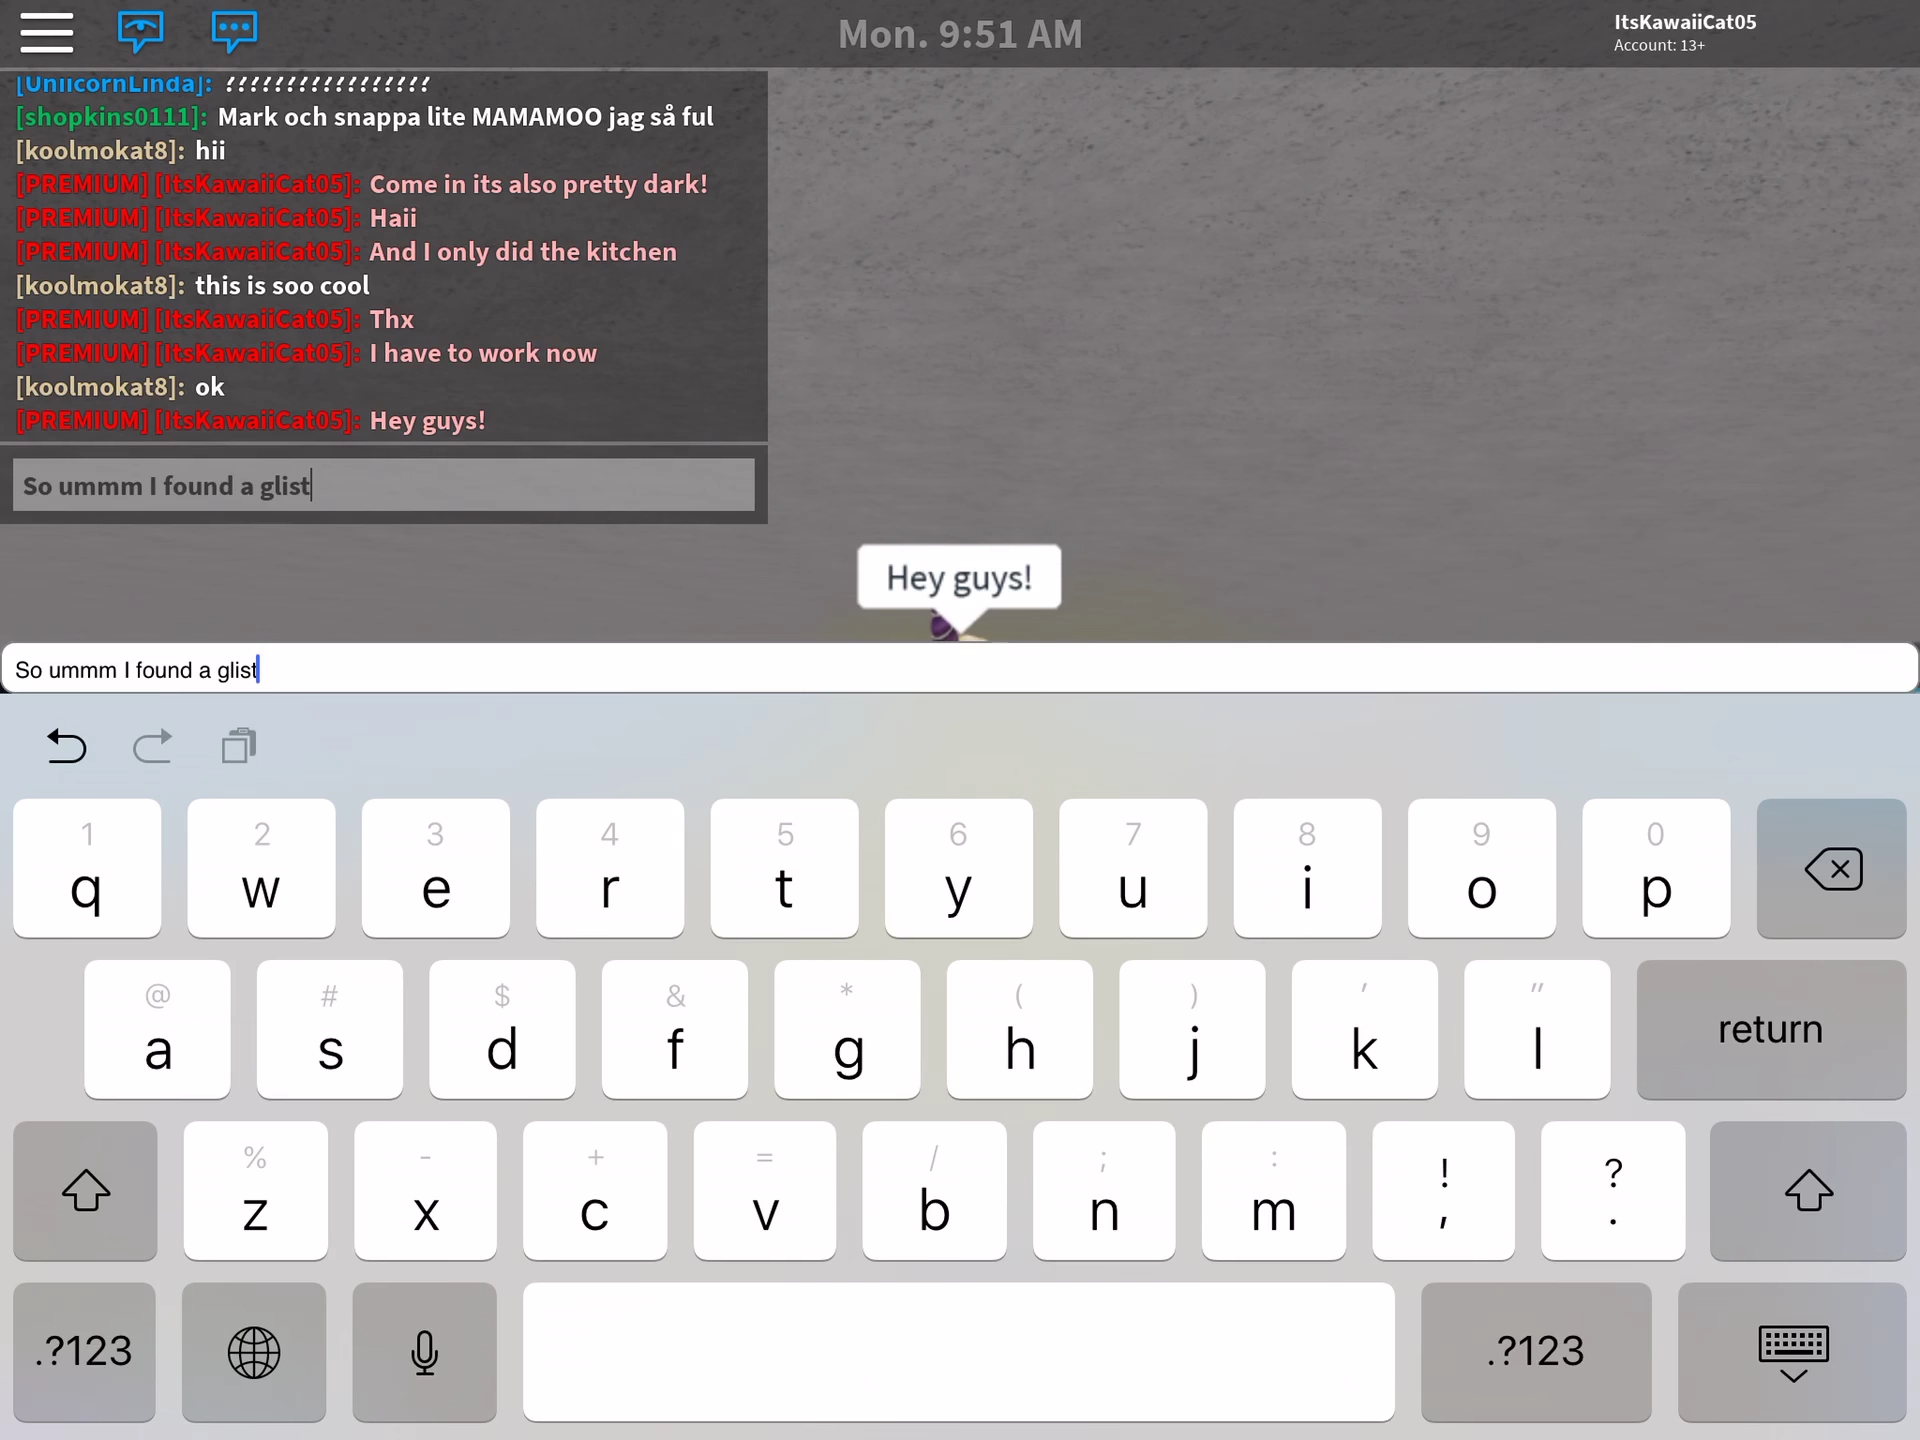 Mon. 9:51 AM
ItsKawaiiCat05
Account: 13+
[UniicornLinda]: ?????????????????
[shopkins0111]: Mark och snappa lite MAMAMOO jag så ful
[koolmokat8]: hii
[PREMIUM] [ItsKawaiiCat05]: Come in its also pretty dark!
[PREMIUM] [ItsKawaiiCat05]: Haii
[PREMIUM] [ItsKawaiiCat05]: And I only did the kitchen
[koolmokat8]: this is soo cool
[PREMIUM] [ItsKawaiiCat05]: Thx
[PREMIUM] [ItsKawaiiCat05]: I have to work now
[koolmokat8]: ok
[PREMIUM] [ItsKawaiiCat05]: Hey guys!
So ummm I found a glist
Hey guys!
So ummm I found a glist
1 2 3 4 5 6 7 8 9 0
q w e r t y u i o p
@ # $ & * ( ) ' "
a s d f g h j k l return
% - + = / ; : ! ?
z x c v b n m , .
.?123 .?123